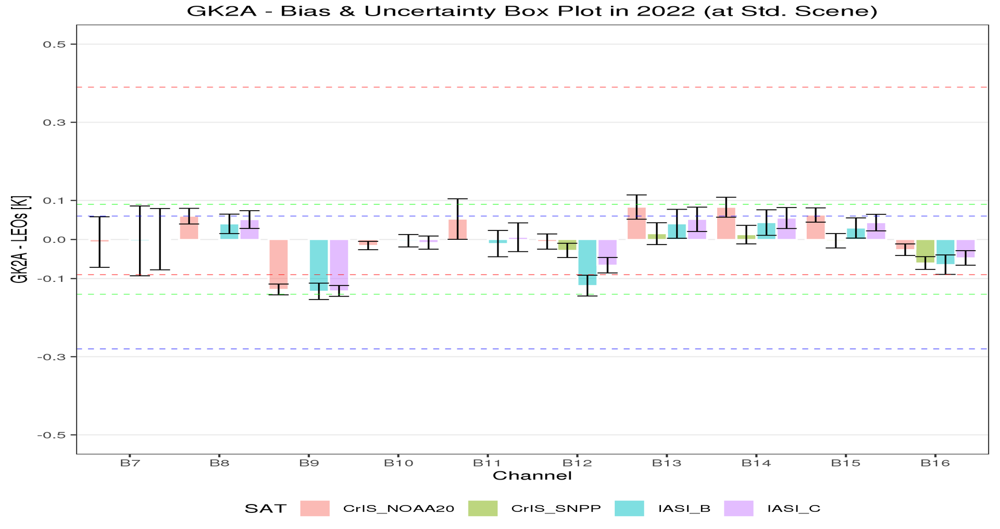 GK2A - Bias & Uncertainty Box Plot in 2022 (at Std. Scene)
GK2A - LEOs [K]
0.5
0.3
0.1
0.0
-0.1
-0.3
-0.5
B7 B8 B9 B10 B11 B12 B13 B14 B15 B16
Channel
SAT CrIS_NOAA20 CrIS_SNPP IASI_B IASI_C